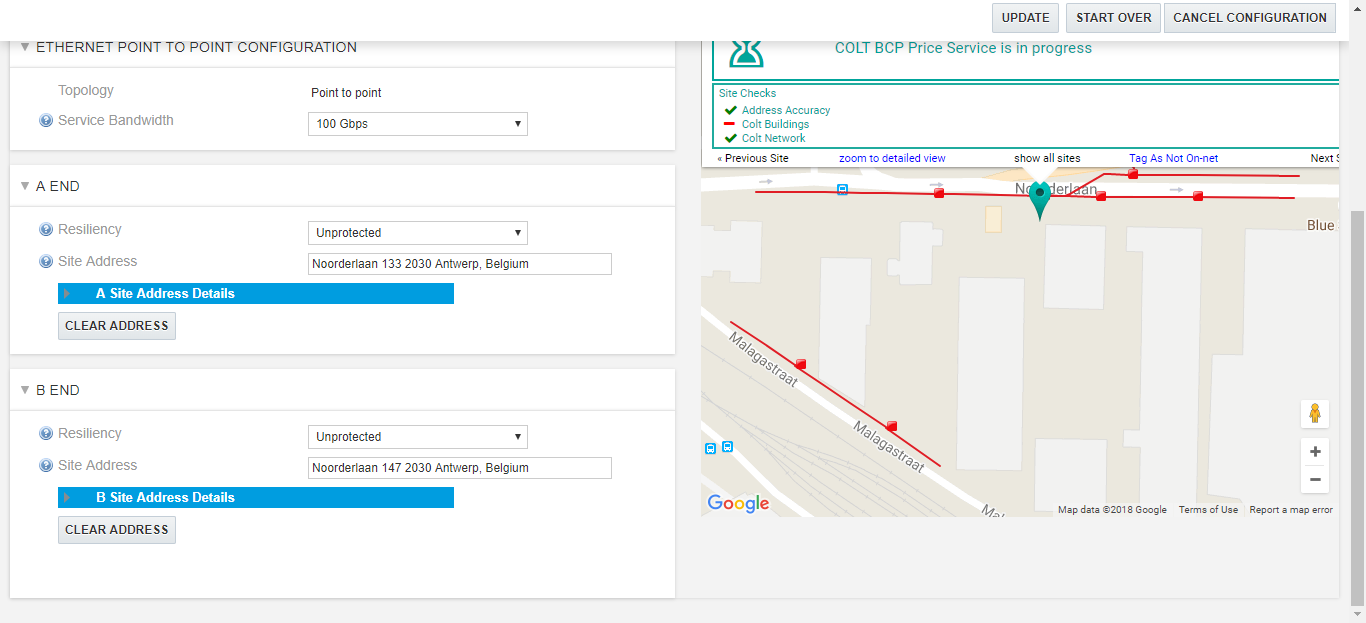 UPDATE
START OVER
CANCEL CONFIGURATION
ETHERNET POINT TO POINT CONFIGURATION
Topology
Point to point
Service Bandwidth
100 Gbps
A END
Resiliency
Unprotected
Site Address
Noorderlaan 133 2030 Antwerp, Belgium
A Site Address Details
CLEAR ADDRESS
B END
Resiliency
Unprotected
Site Address
Noorderlaan 147 2030 Antwerp, Belgium
B Site Address Details
CLEAR ADDRESS
COLT BCP Price Service is in progress
Site Checks
Address Accuracy
Colt Buildings
Colt Network
« Previous Site
zoom to detailed view
show all sites
Tag As Not On-net
Next S
Blue
Malagastraat
Malagastraat
Google
Map data ©2018 Google
Terms of Use
Report a map error